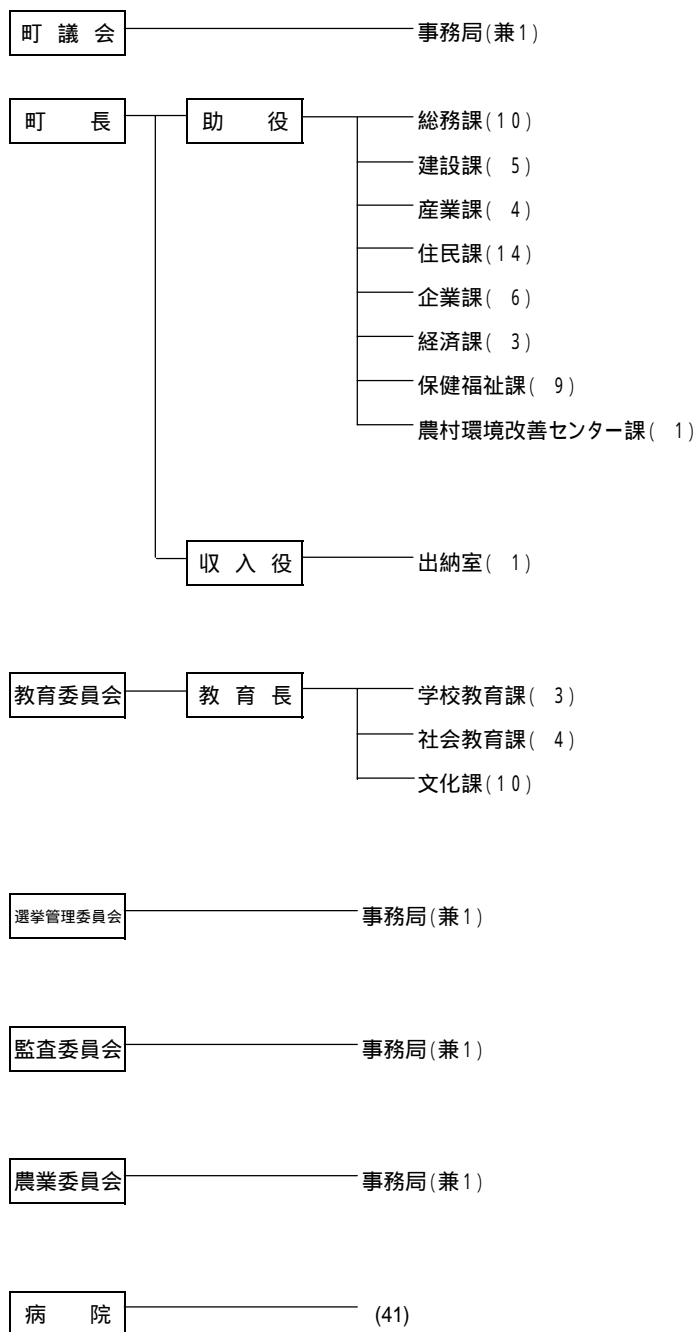 町議会 事務局(兼1)
町長 助役 総務課(10)
建設課( 5)
産業課( 4)
住民課(14)
企業課( 6)
経済課( 3)
保健福祉課( 9)
農村環境改善センター課( 1)
収入役 出納室( 1)
教育委員会 教育長 学校教育課( 3)
社会教育課( 4)
文化課(10)
選挙管理委員会 事務局(兼1)
監査委員会 事務局(兼1)
農業委員会 事務局(兼1)
病院 (41)